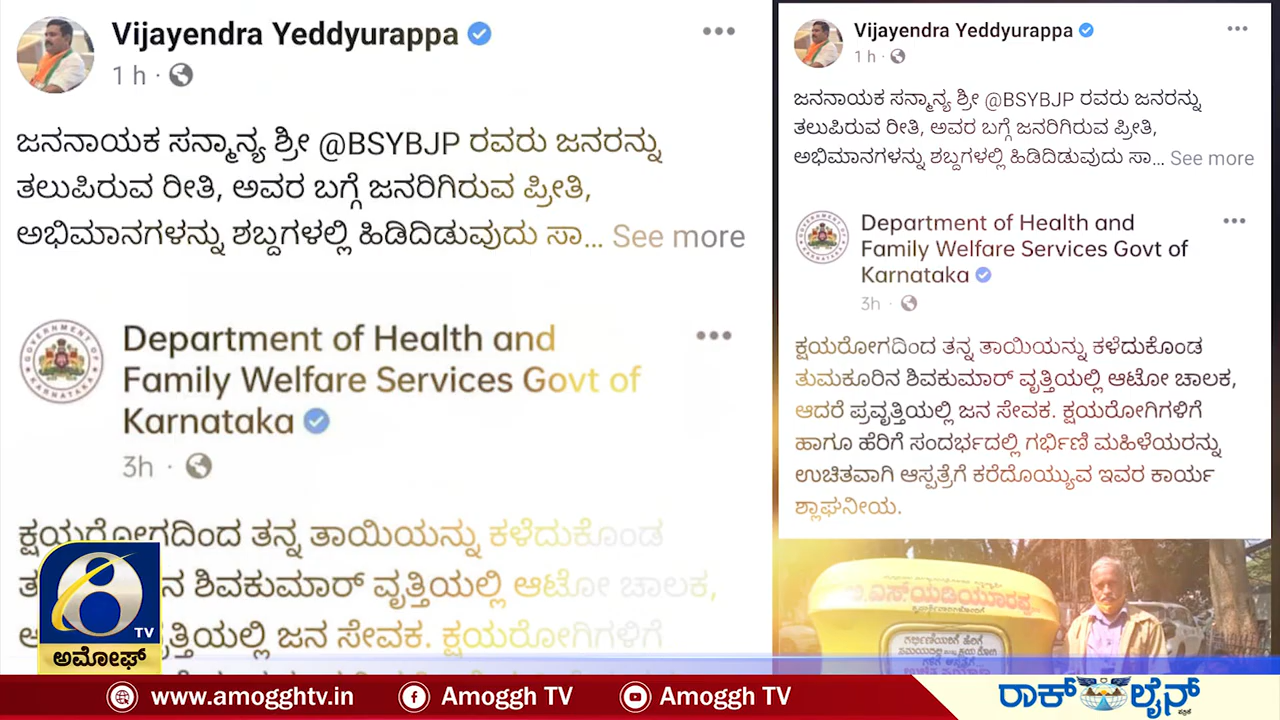 Vijayendra Yeddyurappa
1 h ·
ಜನನಾಯಕ ಸನ್ಮಾನ್ಯ ಶ್ರೀ @BSYBJP ರವರು ಜನರನ್ನು
ತಲುಪಿರುವ ರೀತಿ, ಅವರ ಬಗ್ಗೆ ಜನರಿಗಿರುವ ಪ್ರೀತಿ,
ಅಭಿಮಾನಗಳನ್ನು ಶಬ್ದಗಳಲ್ಲಿ ಹಿಡಿದಿಡುವುದು ಸಾ... See more
Department of Health and
Family Welfare Services Govt of
Karnataka
3h ·
ಕ್ಷಯರೋಗದಿಂದ ತನ್ನ ತಾಯಿಯನ್ನು ಕಳೆದುಕೊಂಡ
ಶಿವಕುಮಾರ್ ವೃತ್ತಿಯಲ್ಲಿ ಆಟೋ ಚಾಲಕ,
ಜನ ಸೇವಕ. ಕ್ಷಯರೋಗಿಗಳಿಗೆ
Vijayendra Yeddyurappa
1 h ·
ಜನನಾಯಕ ಸನ್ಮಾನ್ಯ ಶ್ರೀ @BSYBJP ರವರು ಜನರನ್ನು
ತಲುಪಿರುವ ರೀತಿ, ಅವರ ಬಗ್ಗೆ ಜನರಿಗಿರುವ ಪ್ರೀತಿ,
ಅಭಿಮಾನಗಳನ್ನು ಶಬ್ದಗಳಲ್ಲಿ ಹಿಡಿದಿಡುವುದು ಸಾ... See more
Department of Health and
Family Welfare Services Govt of
Karnataka
3h ·
ಕ್ಷಯರೋಗದಿಂದ ತನ್ನ ತಾಯಿಯನ್ನು ಕಳೆದುಕೊಂಡ
ತುಮಕೂರಿನ ಶಿವಕುಮಾರ್ ವೃತ್ತಿಯಲ್ಲಿ ಆಟೋ ಚಾಲಕ,
ಆದರೆ ಪ್ರವೃತ್ತಿಯಲ್ಲಿ ಜನ ಸೇವಕ. ಕ್ಷಯರೋಗಿಗಳಿಗೆ
ಹಾಗೂ ಹೆರಿಗೆ ಸಂದರ್ಭದಲ್ಲಿ ಗರ್ಭಿಣಿ ಮಹಿಳೆಯರನ್ನು
ಉಚಿತವಾಗಿ ಆಸ್ಪತ್ರೆಗೆ ಕರೆದೊಯ್ಯುವ ಇವರ ಕಾರ್ಯ
ಶ್ಲಾಘನೀಯ.
ಗರ್ಭಿಣಿಯರಿಗೆ ಹೆರಿಗೆ
TV
ಅಮೋಘ್
www.amogghtv.in
Amoggh TV
Amoggh TV
ರಾಕ್ ಲೈನ್